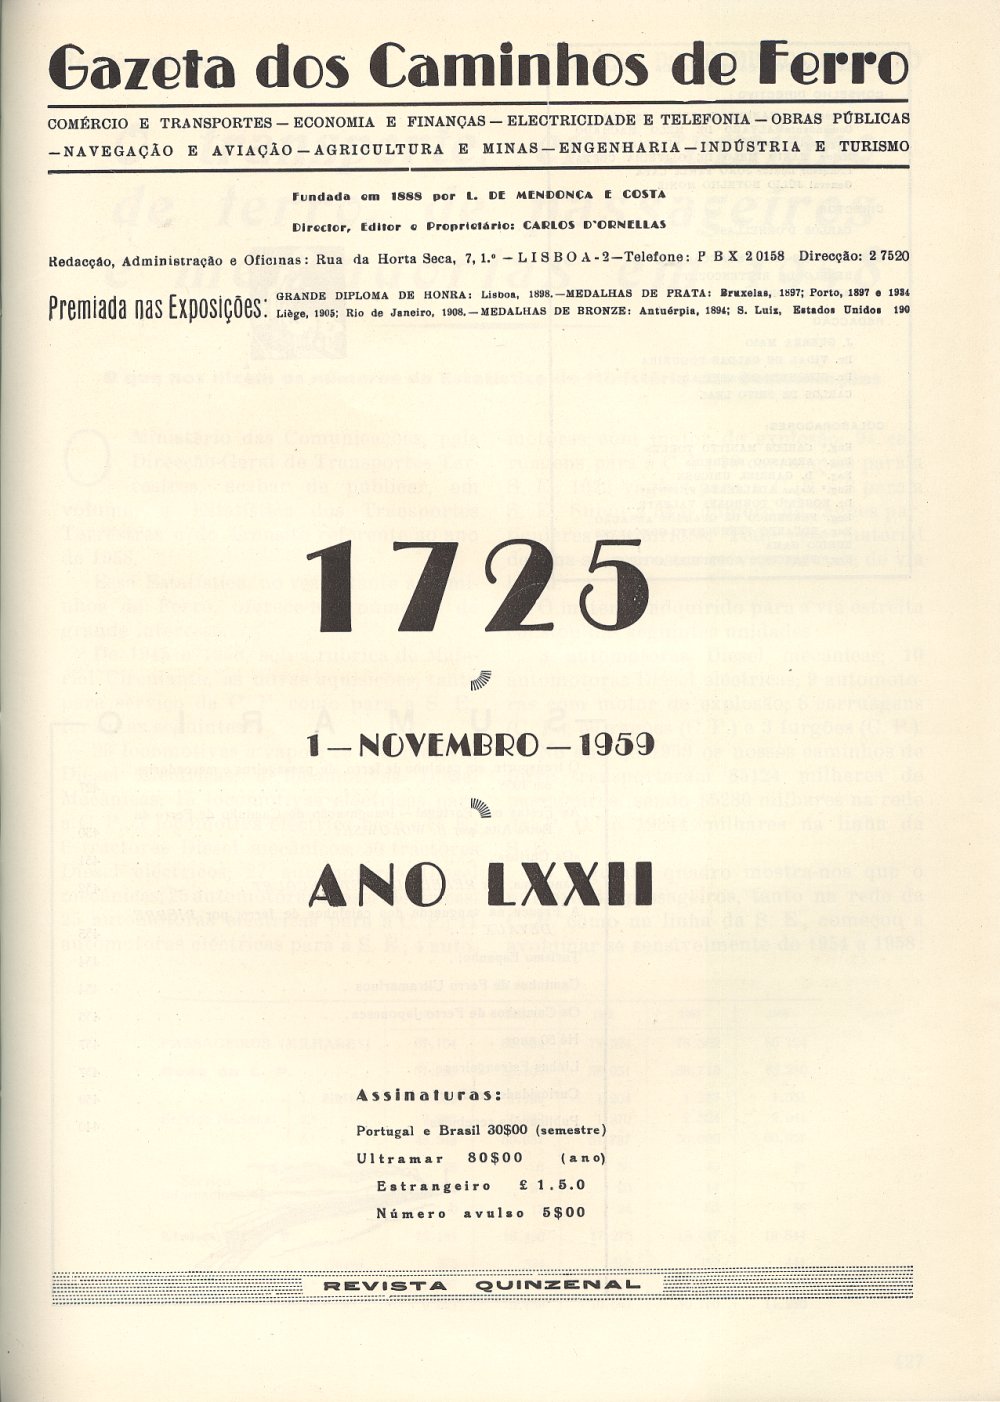 Gazeta dos Caminhos de Ferro
COMÉRCIO E TRANSPORTES — ECONOMIA E FINANÇAS — ELECTRICIDADE E TELEFONIA — OBRAS PÚBLICAS
— NAVEGAÇÃO E AVIAÇÃO — AGRICULTURA E MINAS — ENGENHARIA — INDÚSTRIA E TURISMO
Fundada em 1888 por L. DE MENDONÇA E COSTA
Director, Editor e Proprietário: CARLOS D'ORNELLAS
Redacção, Administração e Oficinas: Rua da Horta Seca, 7, 1.º — LISBOA-2 — Telefone: P B X 20158 Direcção: 27520
Premiada nas Exposições:
GRANDE DIPLOMA DE HONRA: Lisboa, 1898. — MEDALHAS DE PRATA: Bruxelas, 1897; Porto, 1897 e 1934
Liège, 1905; Rio de Janeiro, 1908. — MEDALHAS DE BRONZE: Antuérpia, 1894; S. Luiz, Estados Unidos 190
1725
1 — NOVEMBRO — 1959
ANO LXXII
Assinaturas:
Portugal e Brasil 30$00 (semestre)
Ultramar 80$00 (ano)
Estrangeiro £ 1.5.0
Número avulso 5$00
REVISTA QUINZENAL